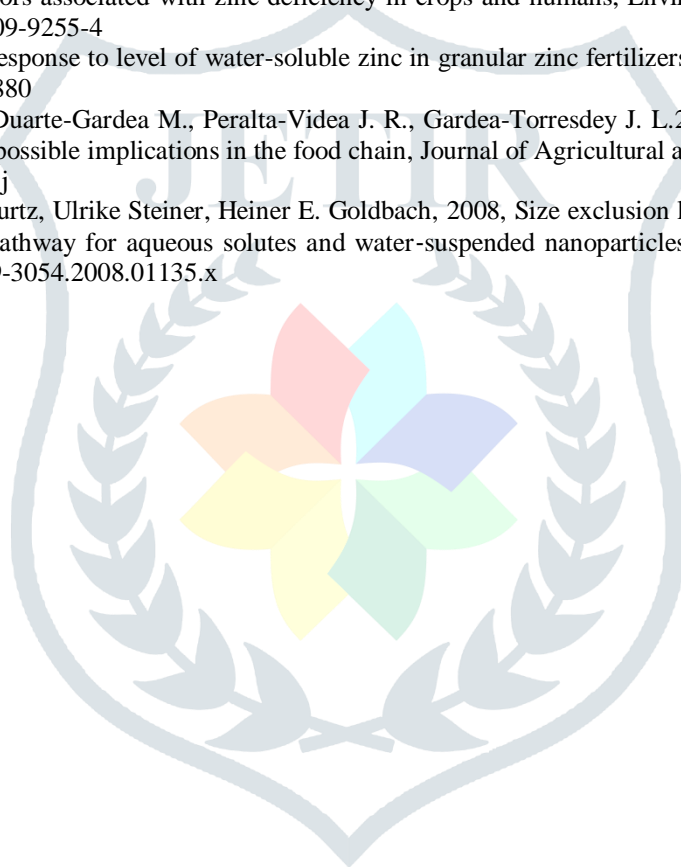 ors associated with zinc deficiency in crops and humans, Envir
09-9255-4
esponse to level of water-soluble zinc in granular zinc fertilizers
880
Duarte-Gardea M., Peralta-Videa J. R., Gardea-Torresdey J. L.2
possible implications in the food chain, Journal of Agricultural a
j
urtz, Ulrike Steiner, Heiner E. Goldbach, 2008, Size exclusion l
athway for aqueous solutes and water-suspended nanoparticles
9-3054.2008.01135.x
JETIR